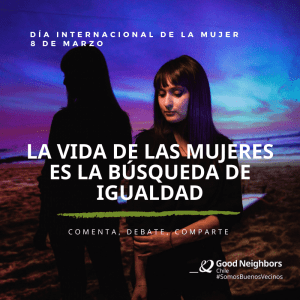 DÍA INTERNACIONAL DE LA MUJER
8 DE MARZO
LA VIDA DE LAS MUJERES
ES LA BÚSQUEDA DE
IGUALDAD
COMENTA, DEBATE, COMPARTE
Good Neighbors
Chile
#SomosBuenosVecinos